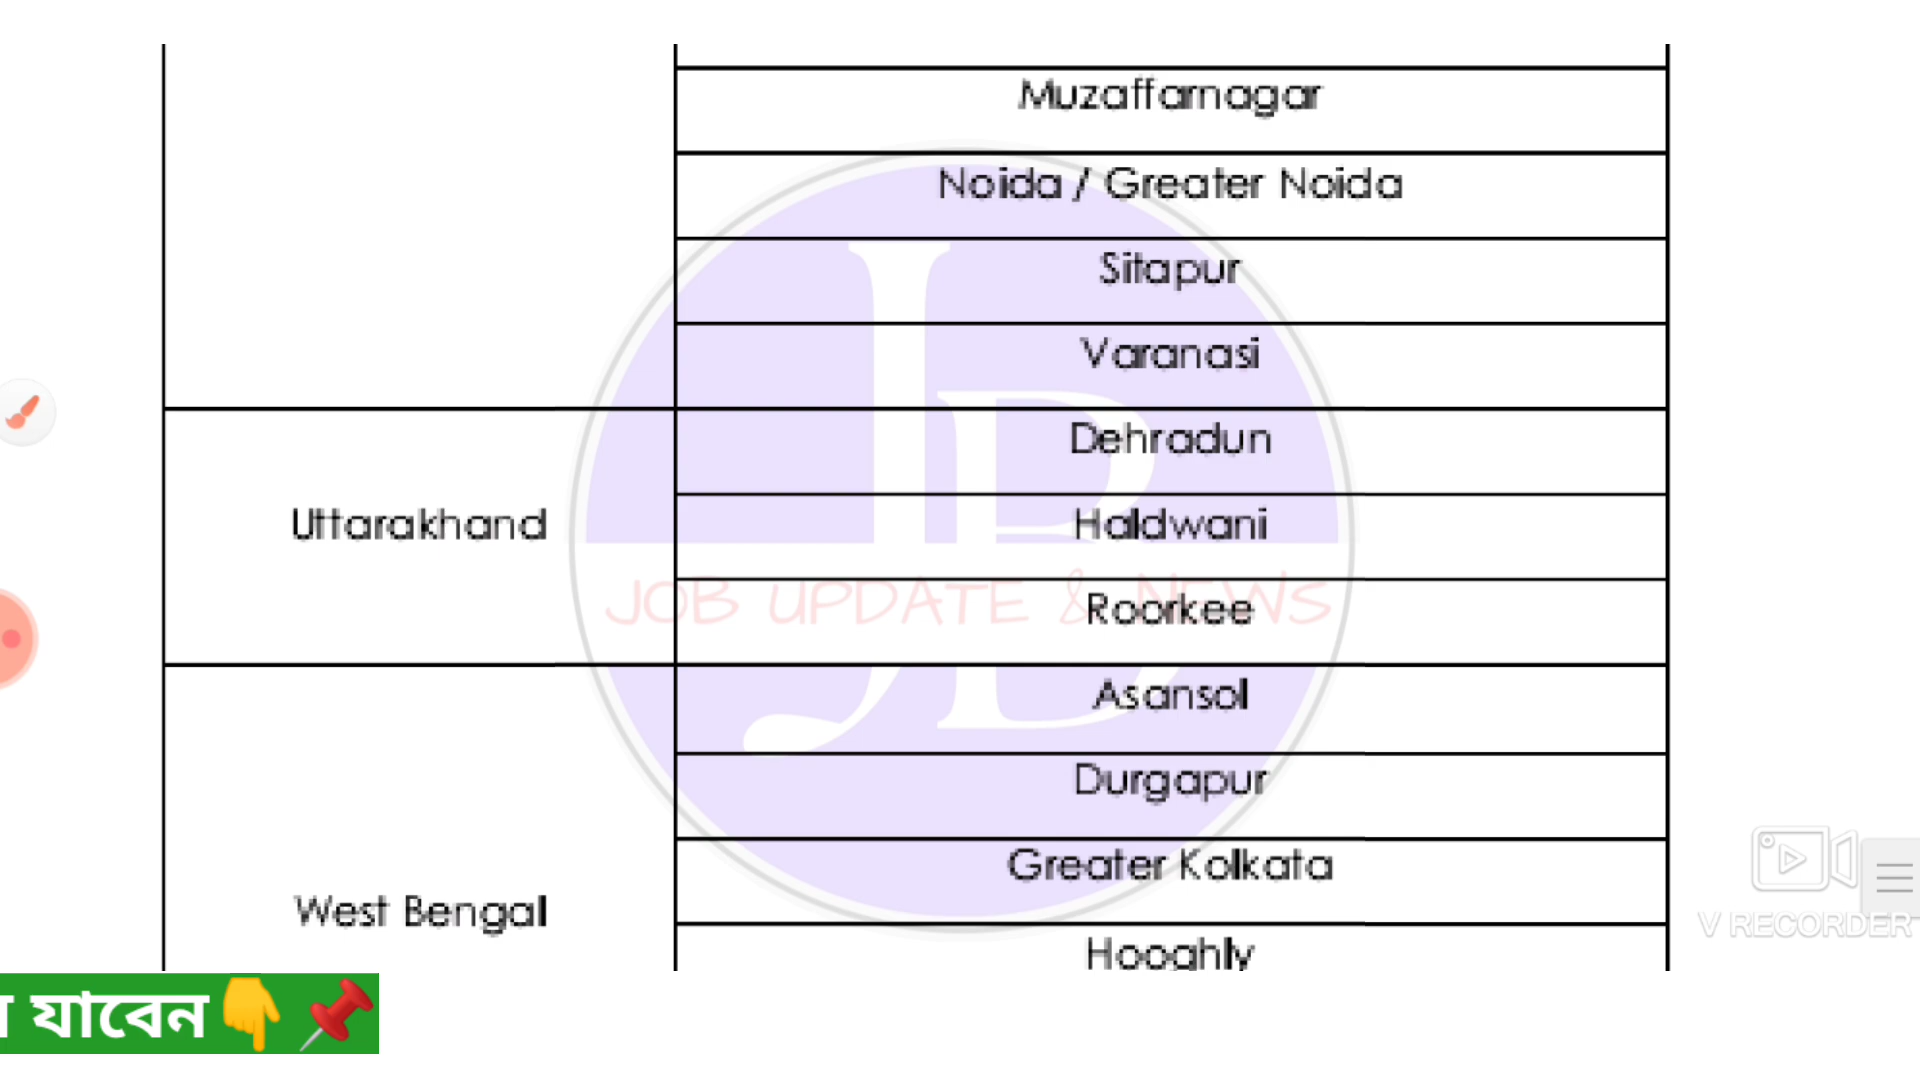 Muzaffarnagar
Noida / Greater Noida
Sitapur
Varanasi
Uttarakhand
Dehradun
Haldwani
Roorkee
JOB UPDATE & NEWS
West Bengal
Asansol
Durgapur
Greater Kolkata
Hooghly
V RECORDER
যাবেন👇📌